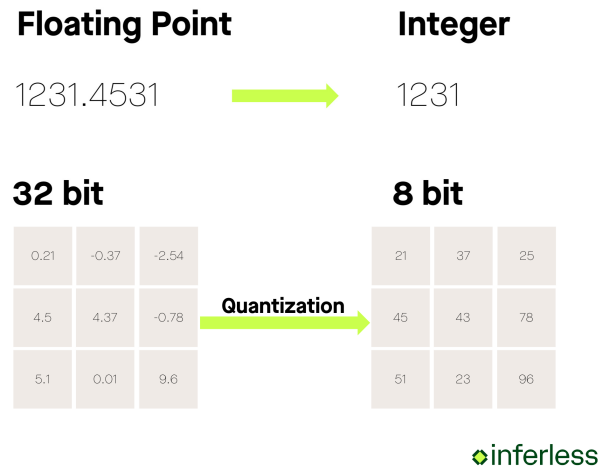 Floating Point Integer
1231.4531 1231
32 bit 8 bit
0.21 -0.37 -2.54 21 37 25
Quantization
4.5 4.37 -0.78 45 43 78
5.1 0.01 9.6 51 23 96
inferless